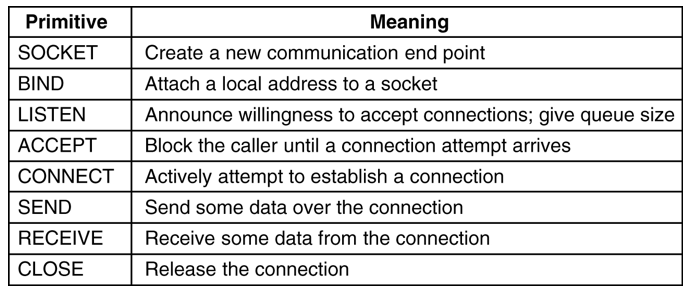 Primitive Meaning
SOCKET Create a new communication end point
BIND Attach a local address to a socket
LISTEN Announce willingness to accept connections; give queue size
ACCEPT Block the caller until a connection attempt arrives
CONNECT Actively attempt to establish a connection
SEND Send some data over the connection
RECEIVE Receive some data from the connection
CLOSE Release the connection